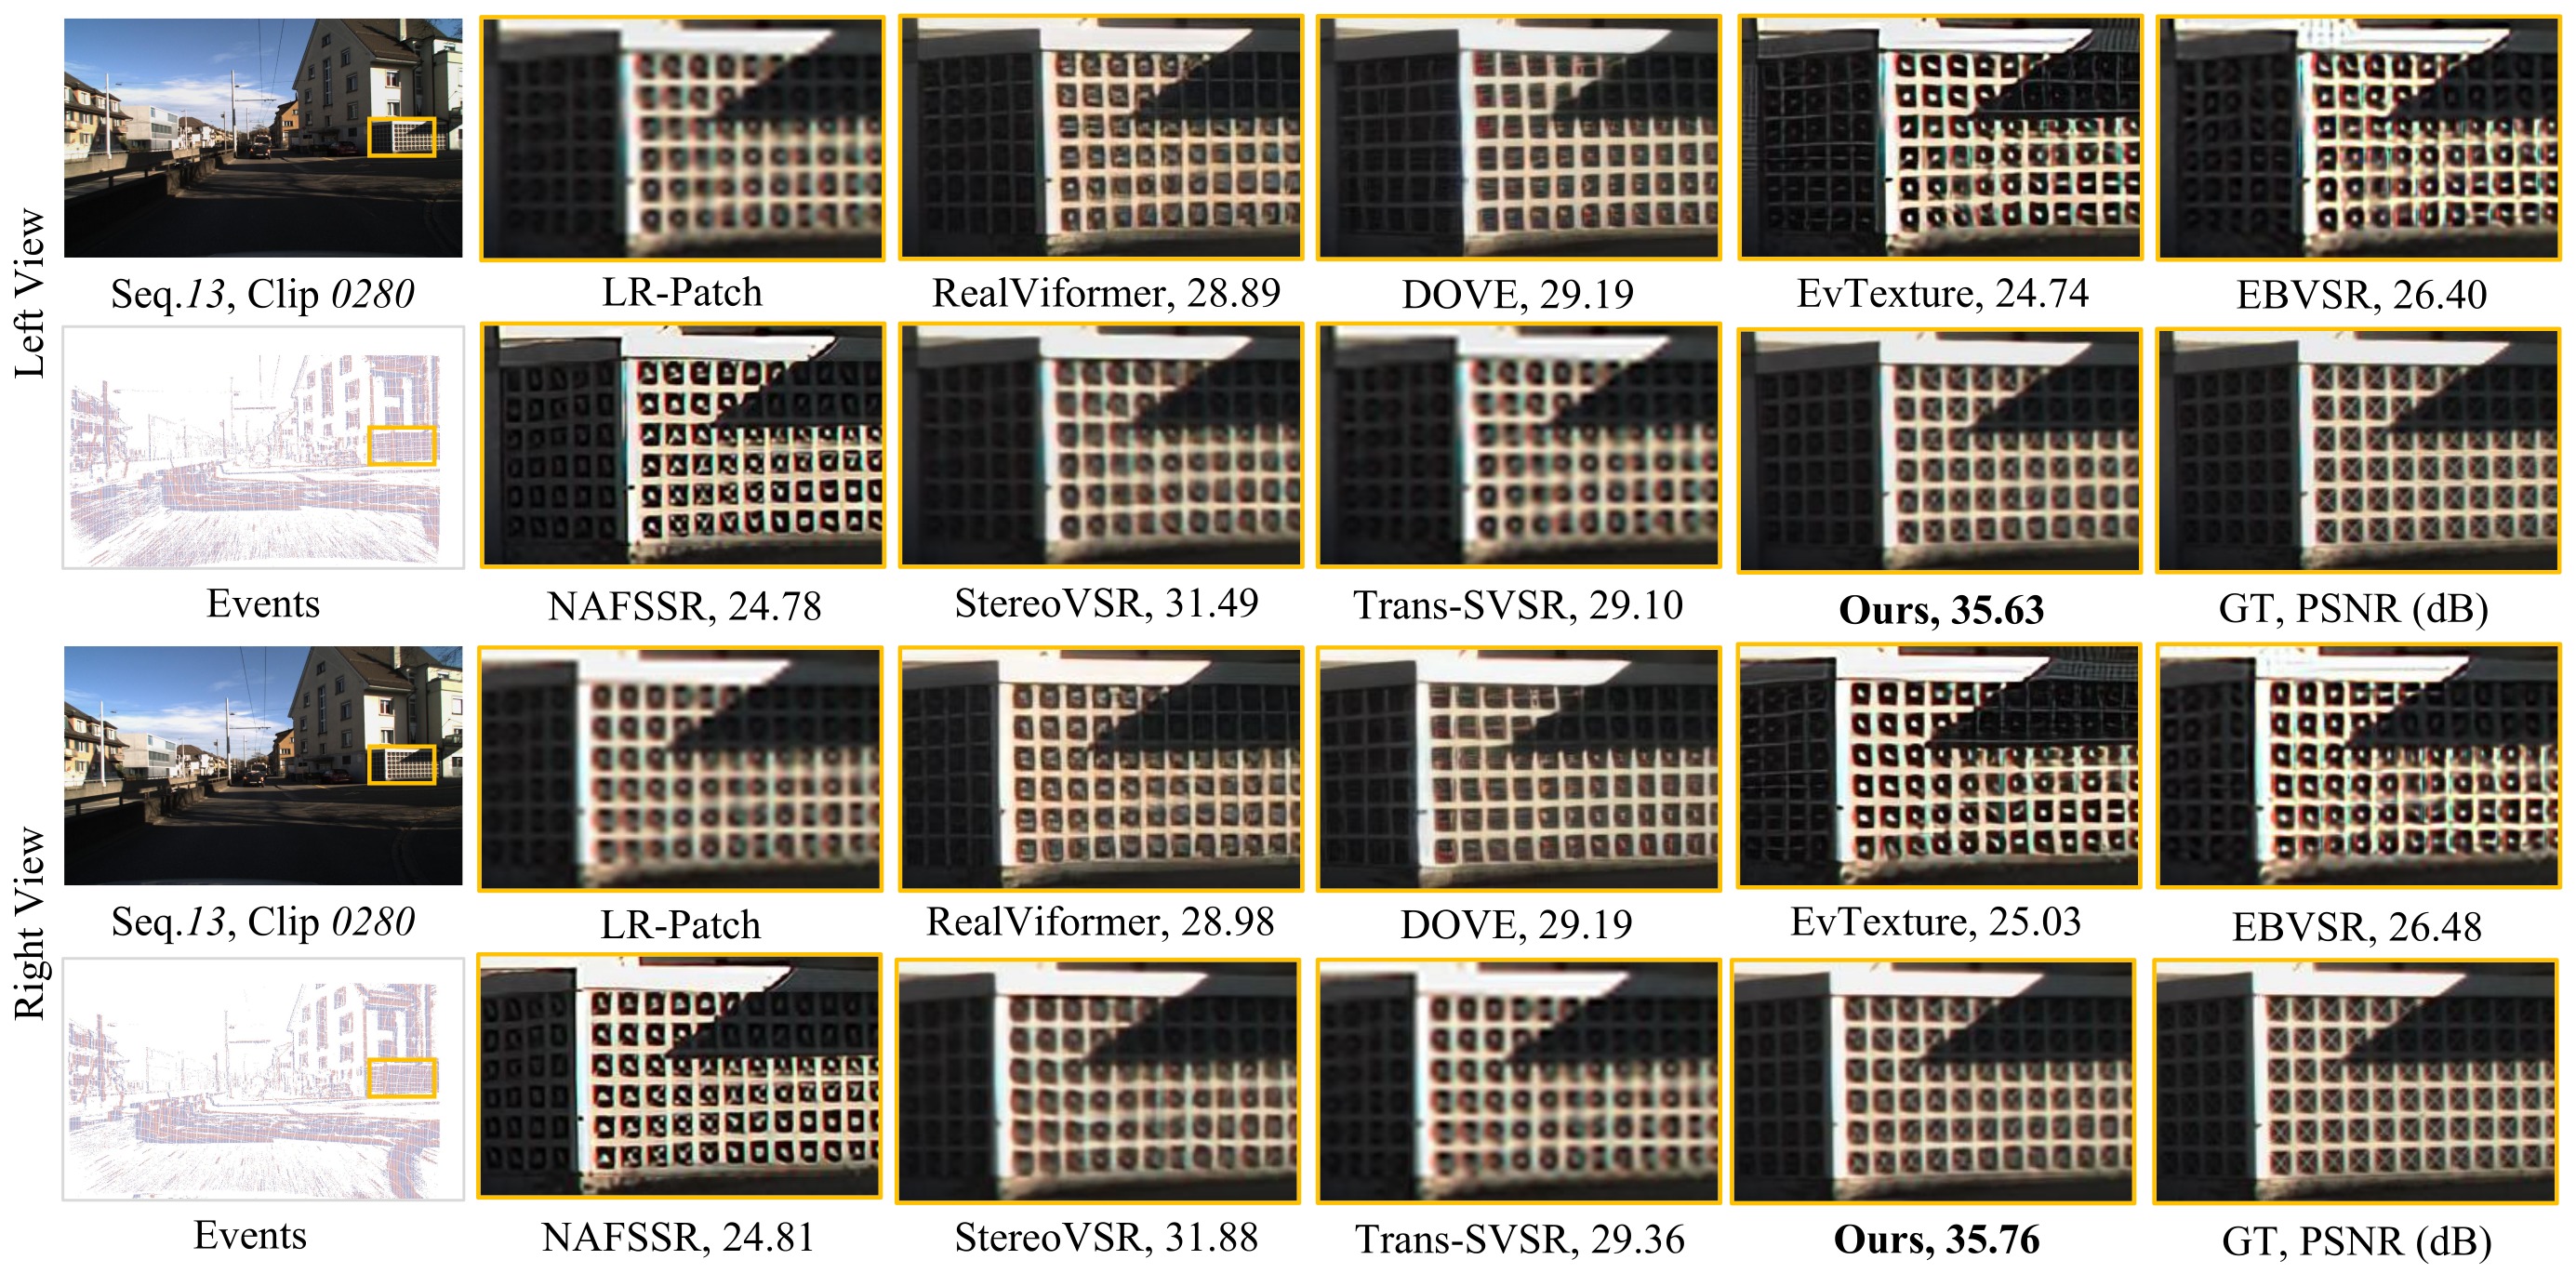 Left View
Seq.13, Clip 0280
LR-Patch
RealViformer, 28.89
DOVE, 29.19
EvTexture, 24.74
EBVSR, 26.40
Events
NAFSSR, 24.78
StereoVSR, 31.49
Trans-SVSR, 29.10
Ours, 35.63
GT, PSNR (dB)
Right View
Seq.13, Clip 0280
LR-Patch
RealViformer, 28.98
DOVE, 29.19
EvTexture, 25.03
EBVSR, 26.48
Events
NAFSSR, 24.81
StereoVSR, 31.88
Trans-SVSR, 29.36
Ours, 35.76
GT, PSNR (dB)